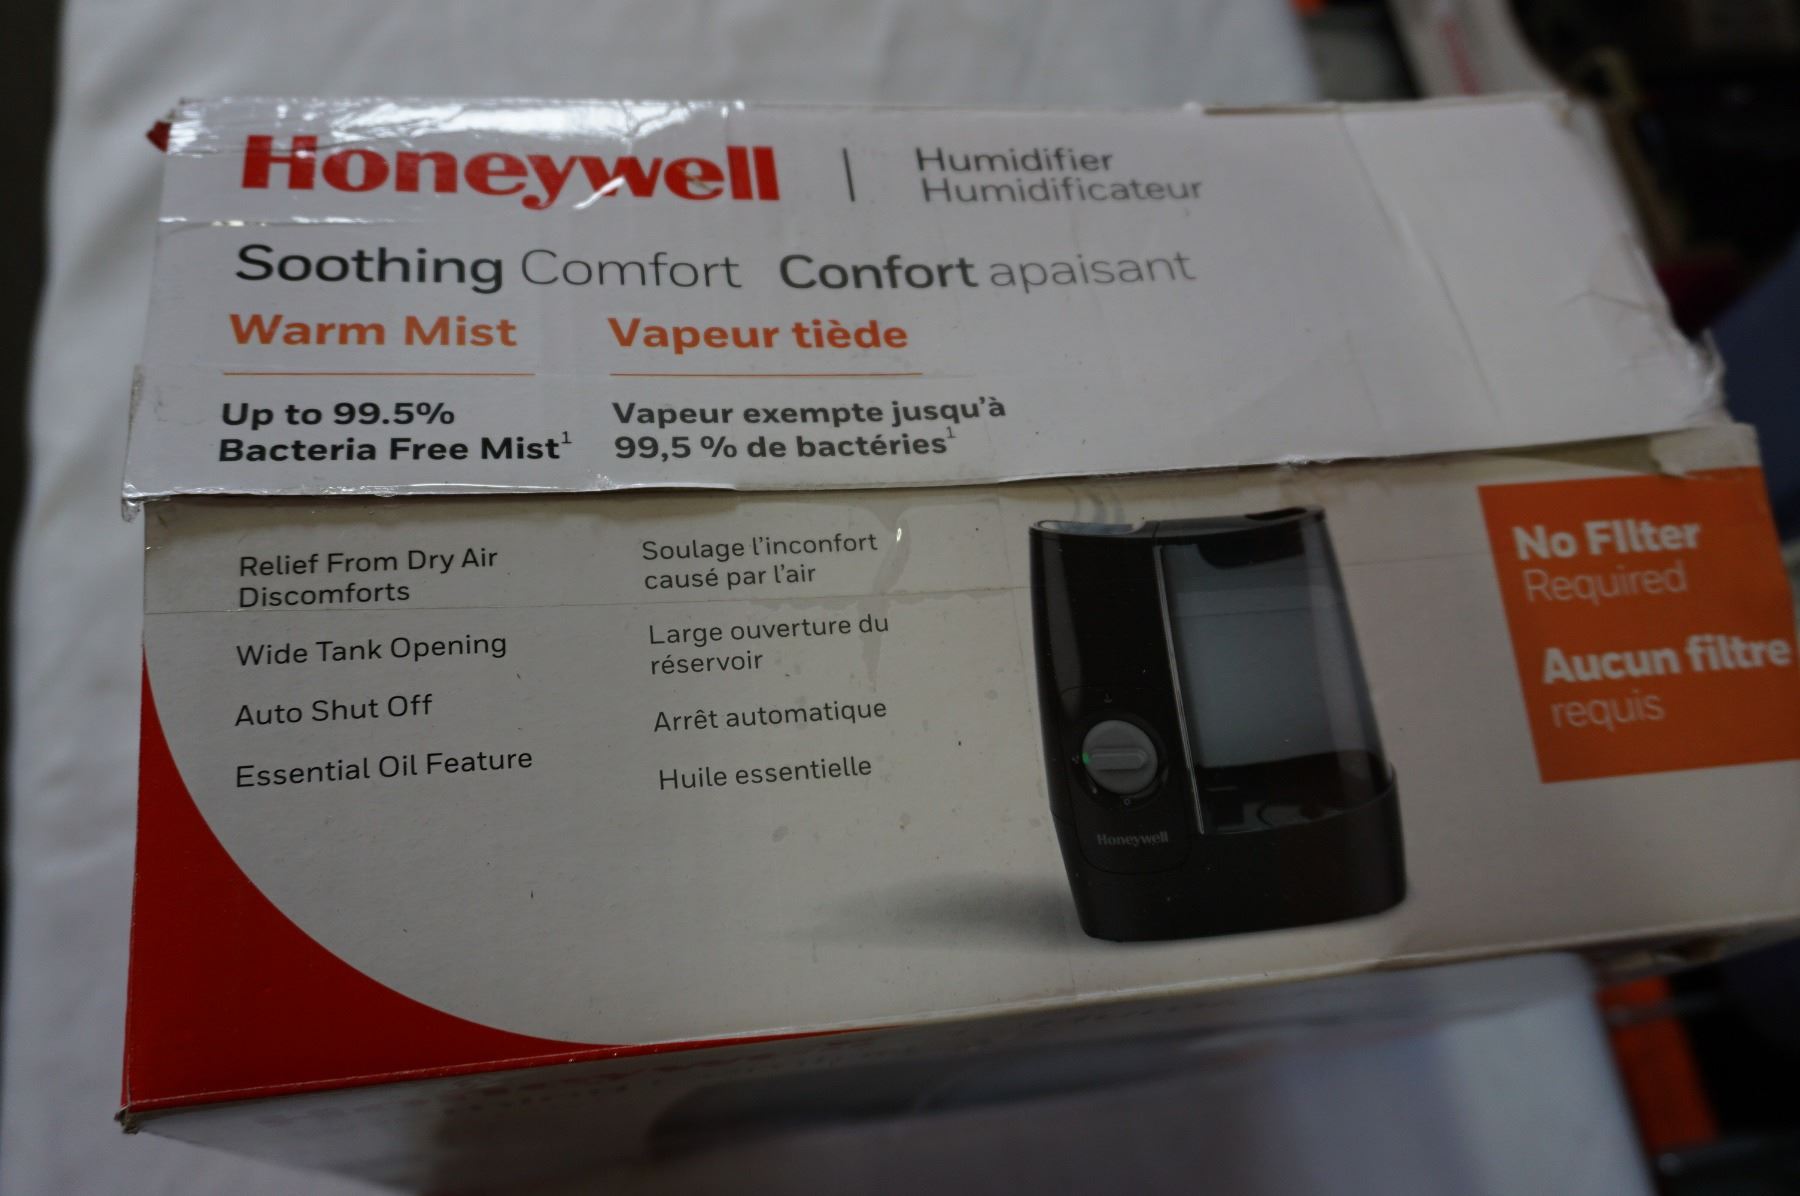 Honeywell
Humidifier
Humidificateur
Soothing Comfort Confort apaisant
Warm Mist
Vapeur tiède
Up to 99.5%
Bacteria Free Mist¹
Vapeur exempte jusqu'à
99,5 % de bactéries¹
Relief From Dry Air
Discomforts
Wide Tank Opening
Auto Shut Off
Essential Oil Feature
Soulage l'inconfort
causé par l'air
Large ouverture du
réservoir
Arrêt automatique
Huile essentielle
Honeywell
No FIlter
Required
Aucun filtre
requis